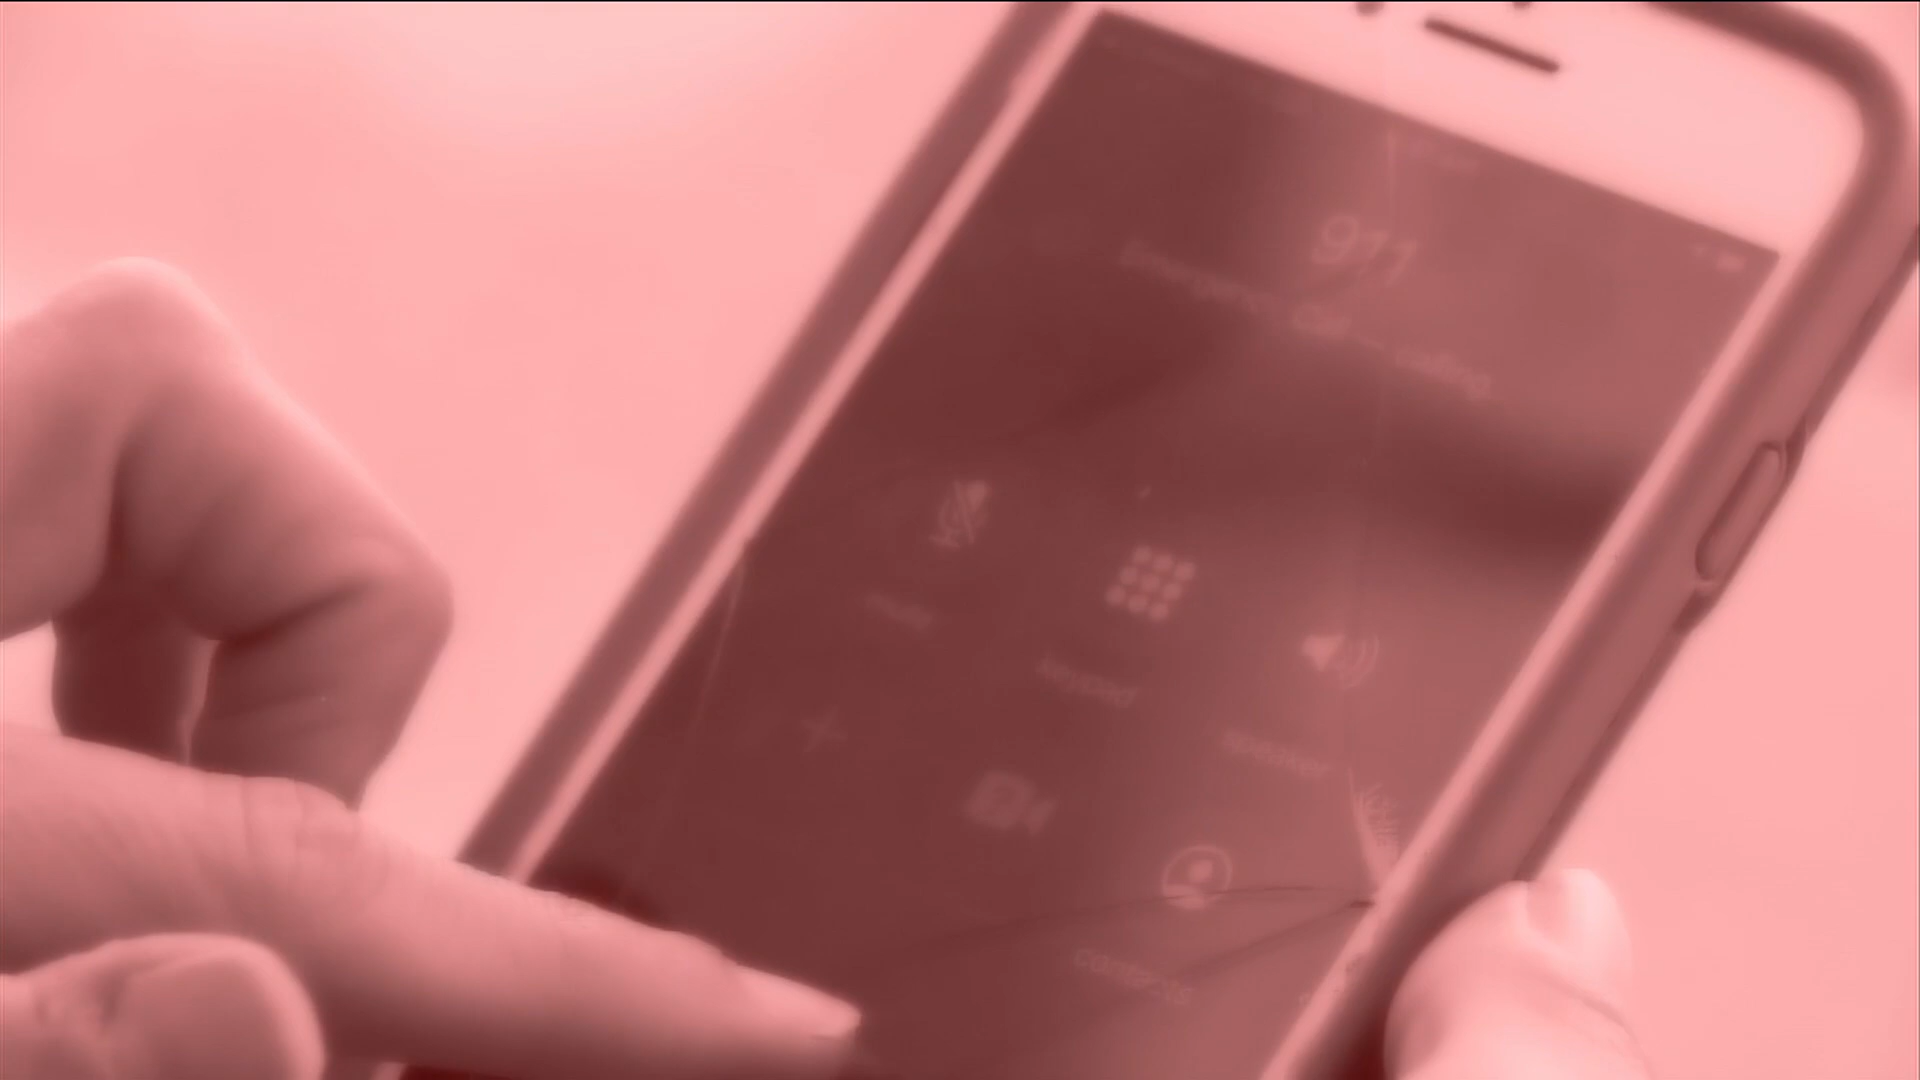 911
Emergency Call — calling
mute
keypad
speaker
contacts